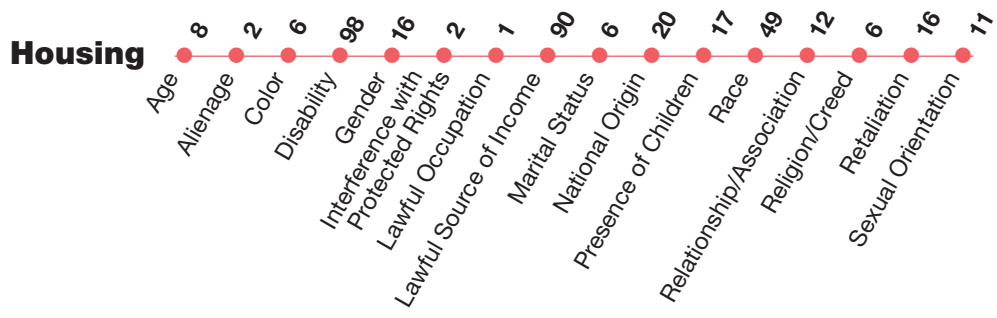 Housing
8
2
6
98
16
2
1
90
6
20
17
49
12
6
16
11
Age
Alienage
Color
Disability
Gender
Interference with
Protected Rights
Lawful Occupation
Lawful Source of Income
Marital Status
National Origin
Presence of Children
Race
Relationship/Association
Religion/Creed
Retaliation
Sexual Orientation